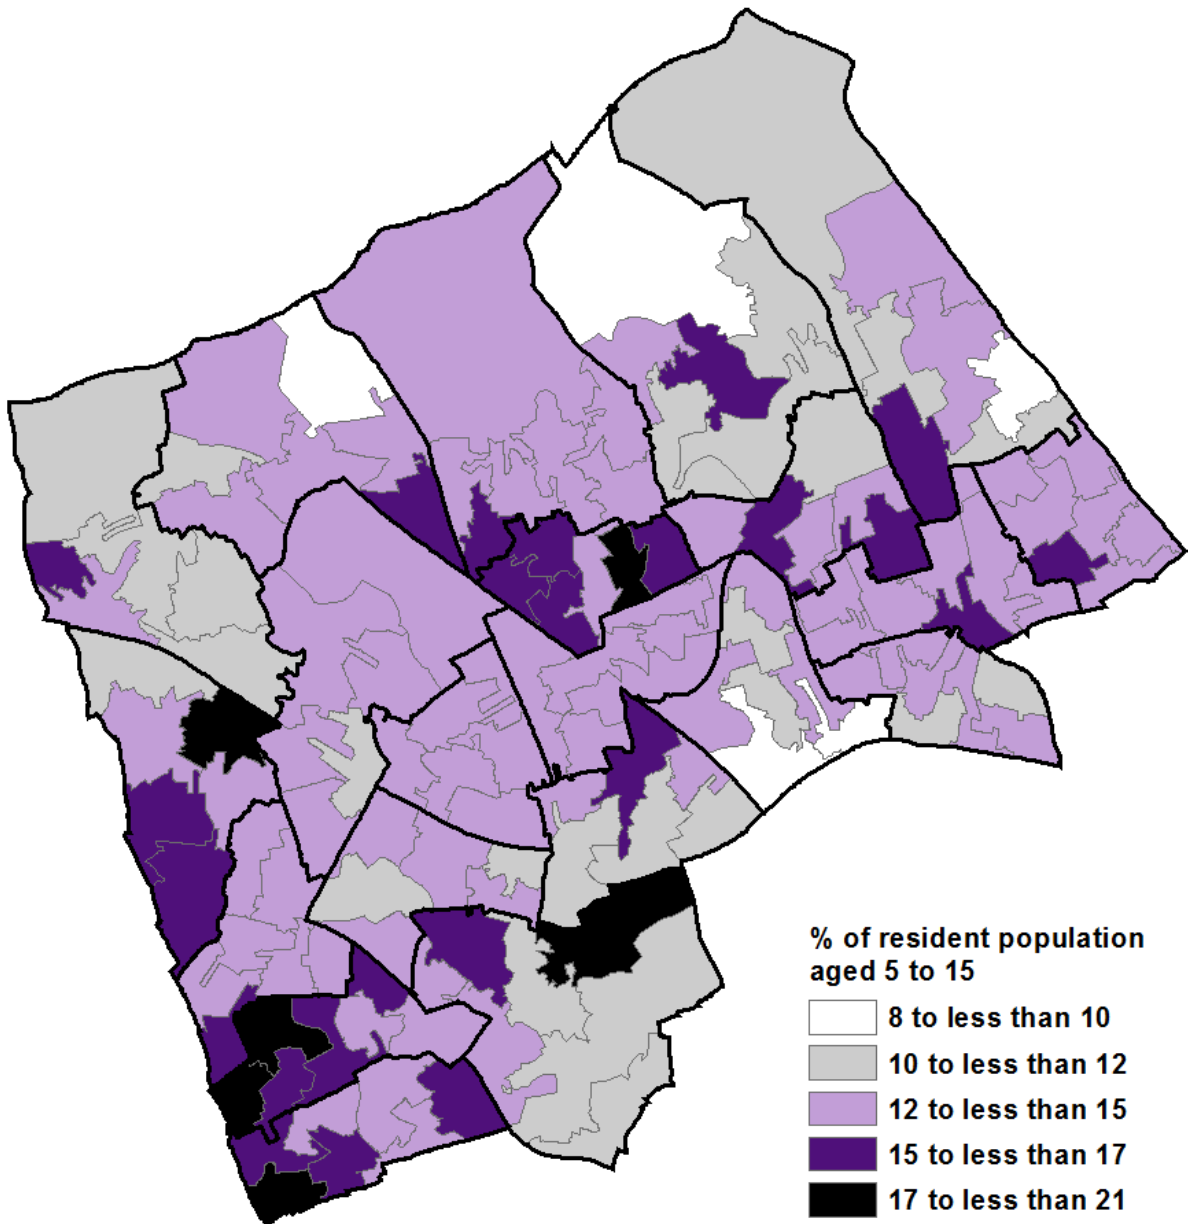 % of resident population
aged 5 to 15
8 to less than 10
10 to less than 12
12 to less than 15
15 to less than 17
17 to less than 21